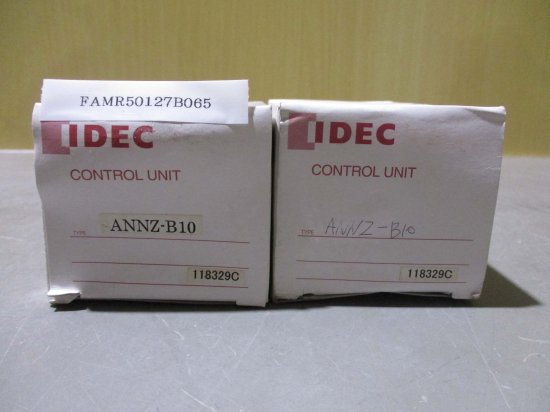 FAMR50127B065
IDEC
CONTROL UNIT
TYPE
ANNZ-B10
118329C
IDEC
CONTROL UNIT
TYPE
ANNZ-B10
118329C